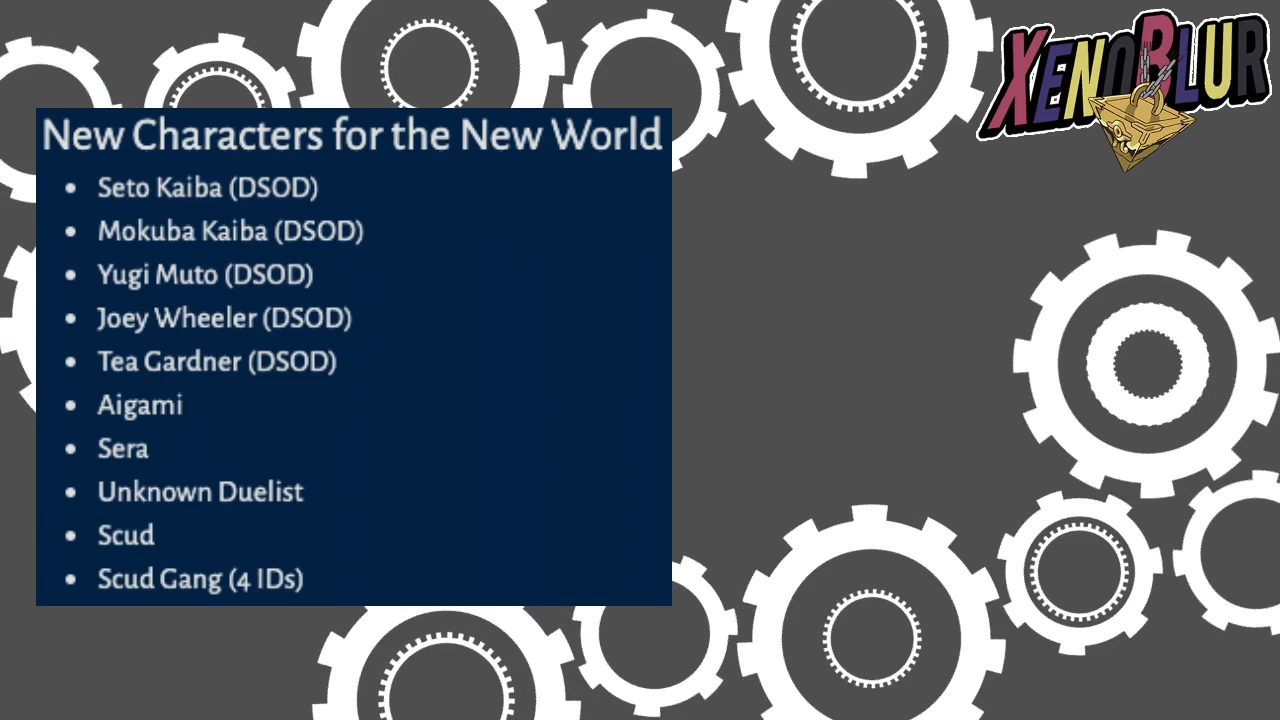 XENOBLUR
New Characters for the New World
• Seto Kaiba (DSOD)
• Mokuba Kaiba (DSOD)
• Yugi Muto (DSOD)
• Joey Wheeler (DSOD)
• Tea Gardner (DSOD)
• Aigami
• Sera
• Unknown Duelist
• Scud
• Scud Gang (4 IDs)